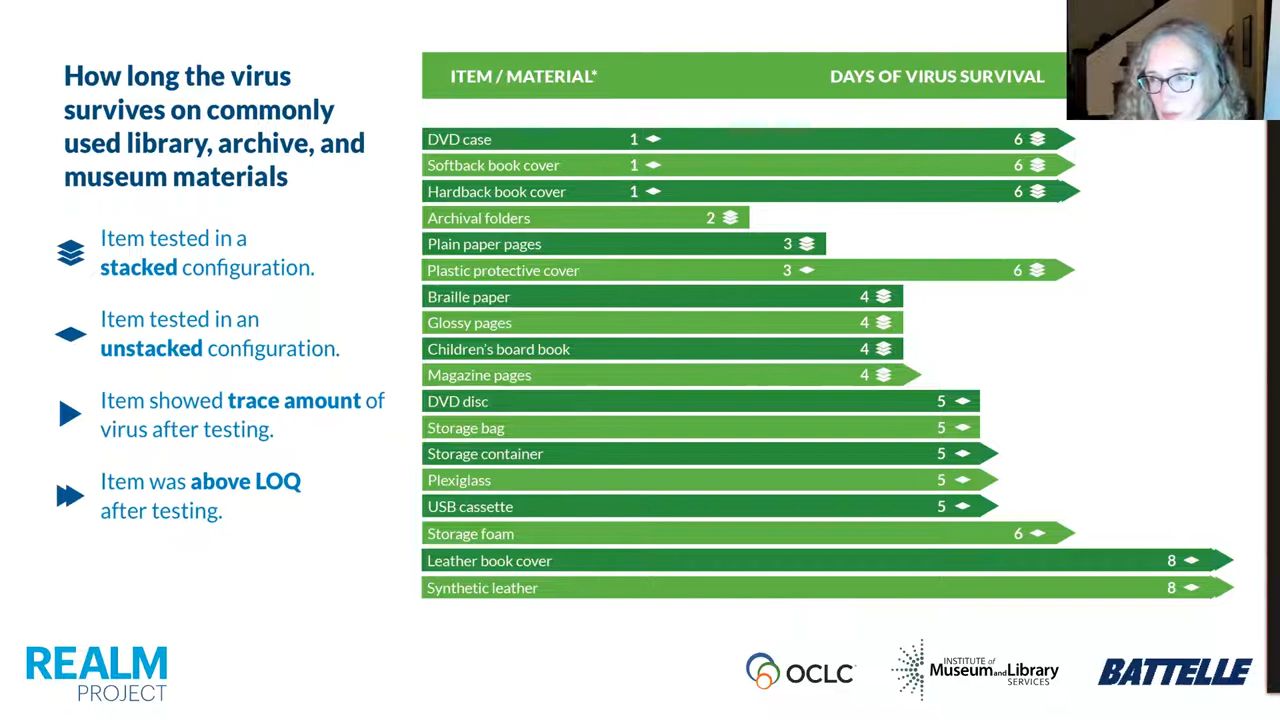 How long the virus
survives on commonly
used library, archive, and
museum materials
Item tested in a
stacked configuration.
Item tested in an
unstacked configuration.
Item showed trace amount of
virus after testing.
Item was above LOQ
after testing.
ITEM / MATERIAL* DAYS OF VIRUS SURVIVAL
DVD case 1 6
Softback book cover 1 6
Hardback book cover 1 6
Archival folders 2
Plain paper pages 3
Plastic protective cover 3 6
Braille paper 4
Glossy pages 4
Children's board book 4
Magazine pages 4
DVD disc 5
Storage bag 5
Storage container 5
Plexiglass 5
USB cassette 5
Storage foam 6
Leather book cover 8
Synthetic leather 8
REALM
PROJECT
OCLC
INSTITUTE of
Museum and Library
SERVICES
BATTELLE